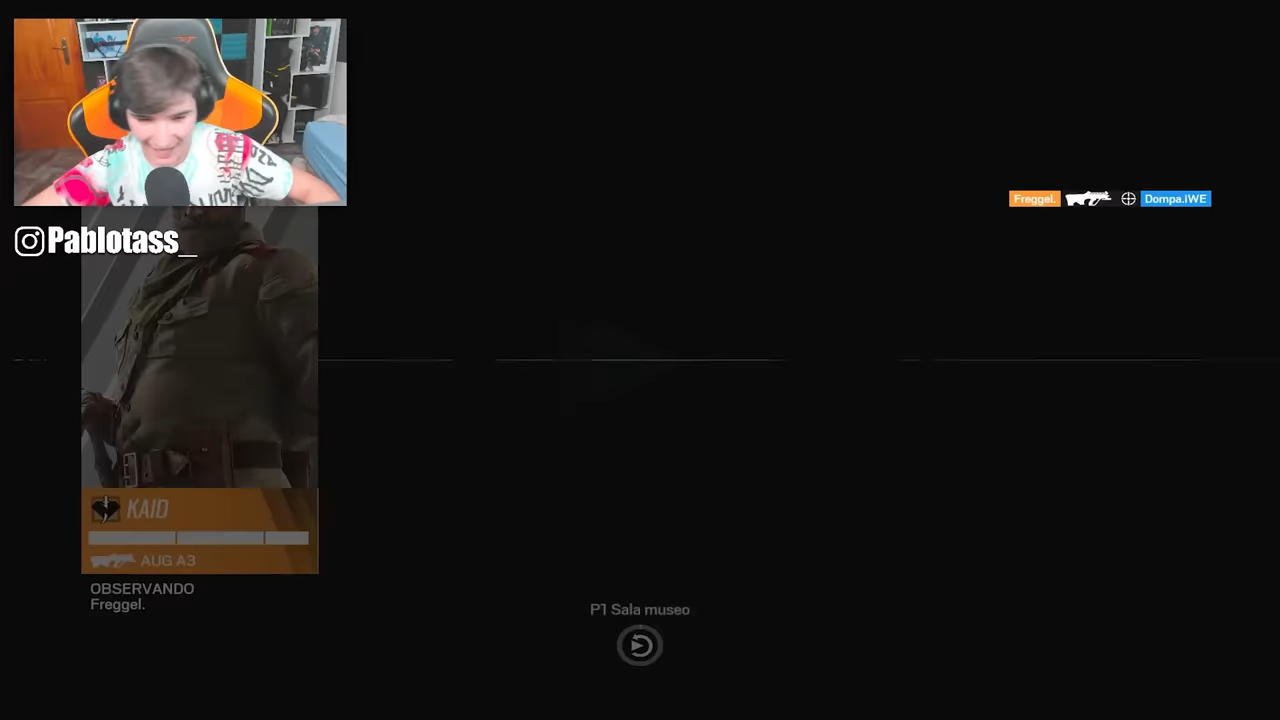 Freggel. Dompa.iWE
Pablotass_
KAID
AUG A3
OBSERVANDO
Freggel.
P1 Sala museo